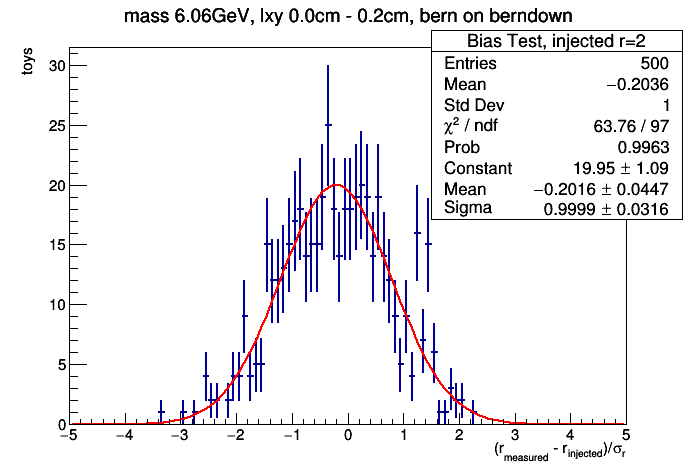 mass 6.06GeV, lxy 0.0cm - 0.2cm, bern on berndown
Bias Test, injected r=2
Entries 500
Mean −0.2036
Std Dev 1
χ² / ndf 63.76 / 97
Prob 0.9963
Constant 19.95 ± 1.09
Mean −0.2016 ± 0.0447
Sigma 0.9999 ± 0.0316
toys
30
25
20
15
10
5
0
−5 −4 −3 −2 −1 0 1 2 3 4 5
(r_measured - r_injected)/σ_r